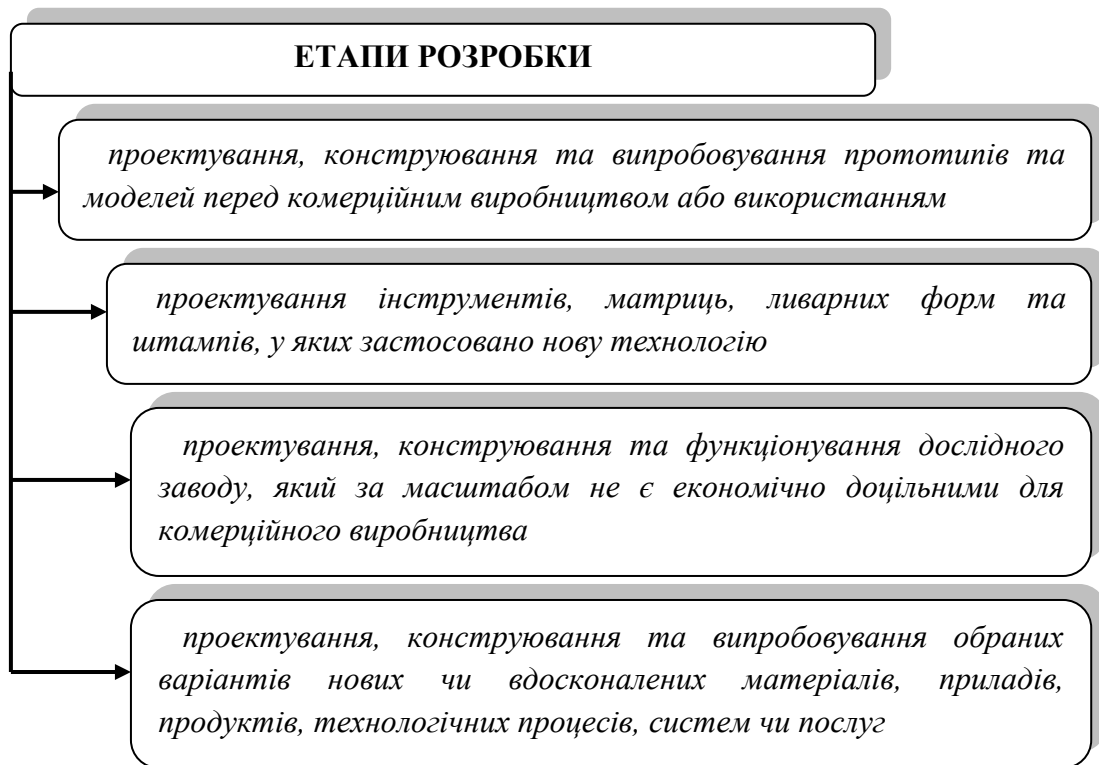 ЕТАПИ РОЗРОБКИ
проектування, конструювання та випробовування прототипів та
моделей перед комерційним виробництвом або використанням
проектування інструментів, матриць, ливарних форм та
штампів, у яких застосовано нову технологію
проектування, конструювання та функціонування дослідного
заводу, який за масштабом не є економічно доцільними для
комерційного виробництва
проектування, конструювання та випробовування обраних
варіантів нових чи вдосконалених матеріалів, приладів,
продуктів, технологічних процесів, систем чи послуг